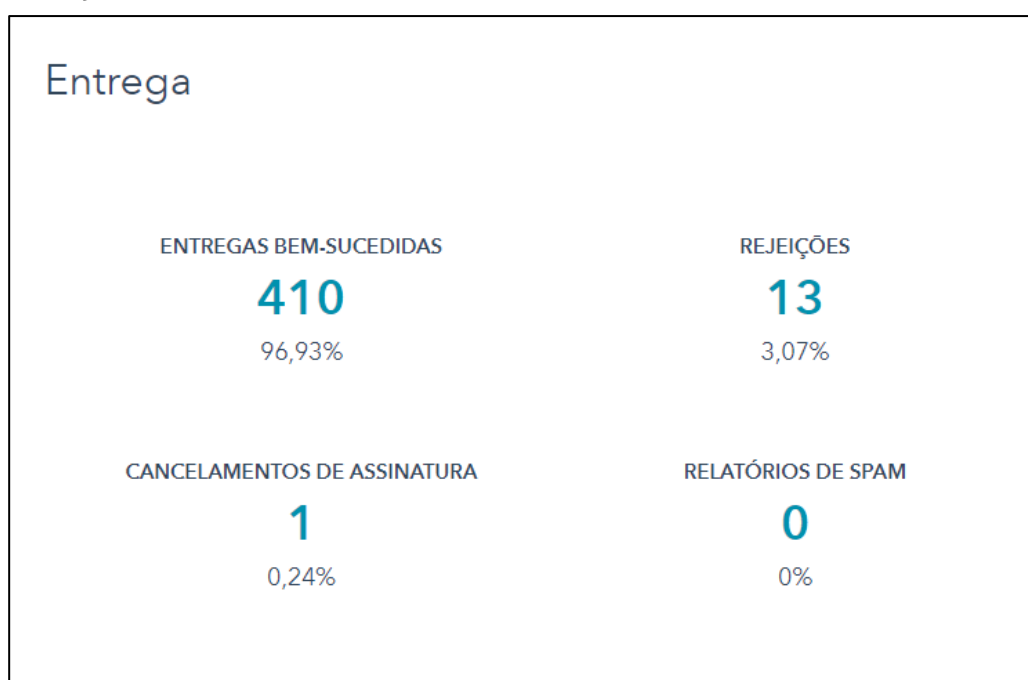 Entrega
ENTREGAS BEM-SUCEDIDAS
410
96,93%
REJEIÇÕES
13
3,07%
CANCELAMENTOS DE ASSINATURA
1
0,24%
RELATÓRIOS DE SPAM
0
0%